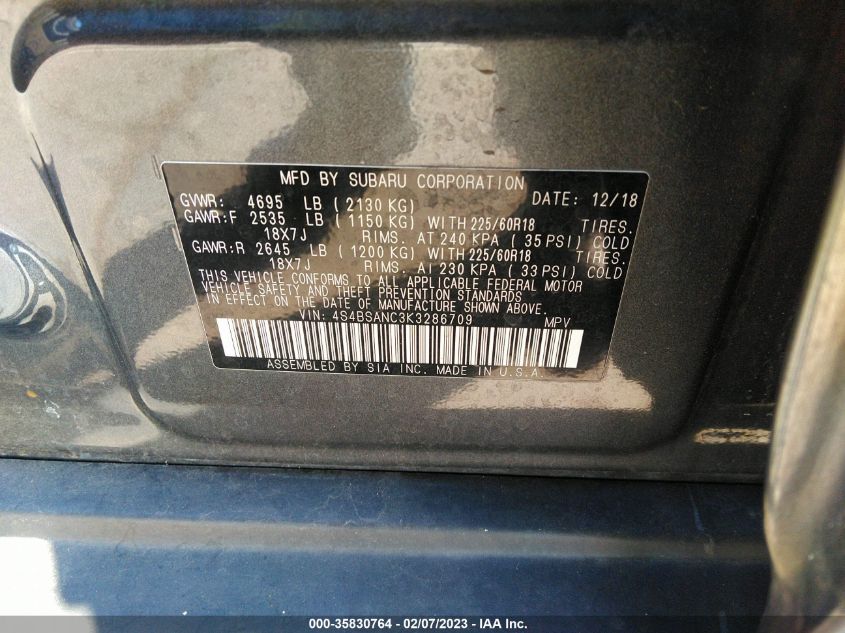 MFD BY SUBARU CORPORATION
GVWR: 4695 LB ( 2130 KG) DATE: 12/18
GAWR:F 2535 LB ( 1150 KG) WITH 225/60R18 TIRES.
18X7J RIMS. AT 240 KPA ( 35 PSI) COLD
GAWR:R 2645 LB ( 1200 KG) WITH 225/60R18 TIRES.
18X7J RIMS. AT 230 KPA ( 33 PSI) COLD
THIS VEHICLE CONFORMS TO ALL APPLICABLE FEDERAL MOTOR
VEHICLE SAFETY AND THEFT PREVENTION STANDARDS
IN EFFECT ON THE DATE OF MANUFACTURE SHOWN ABOVE.
VIN: 4S4BSANC3K3286709 MPV
ASSEMBLED BY SIA INC. MADE IN U.S.A.
000-35830764 - 02/07/2023 - IAA Inc.